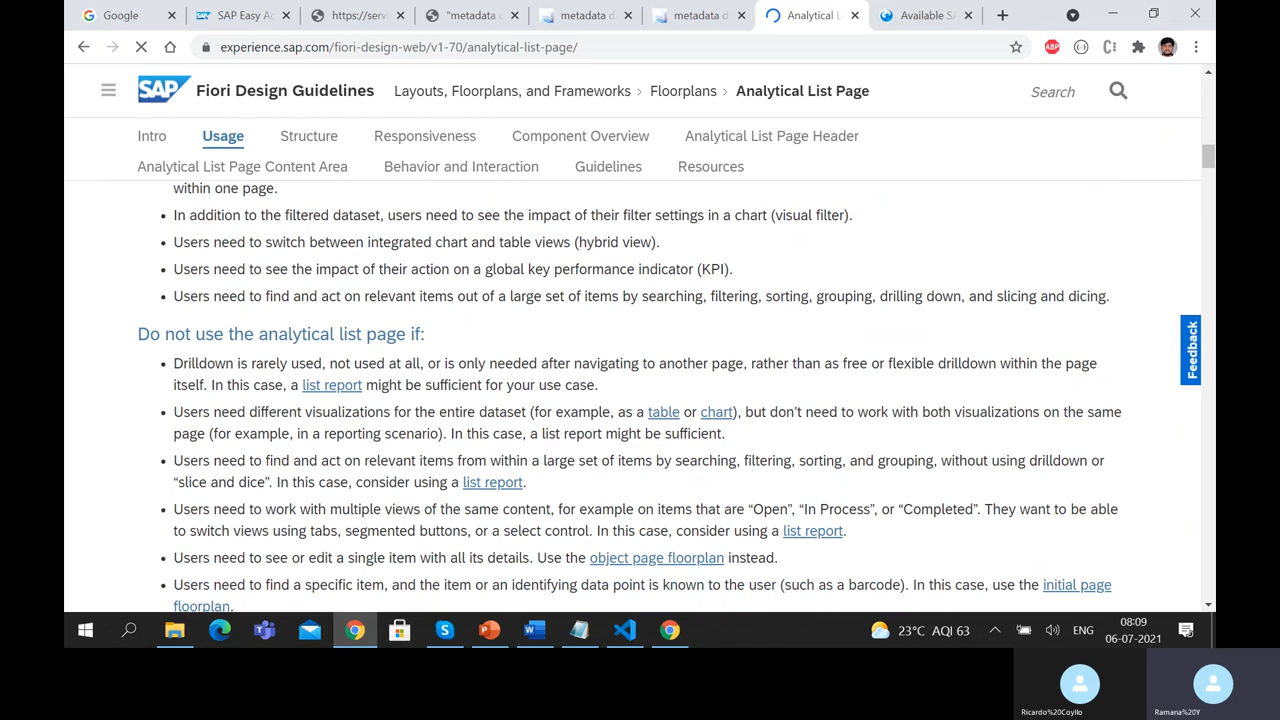 Google
SAP Easy A
https://servi
"metadata d
metadata d
metadata d
Analytical L
Available SA
experience.sap.com/fiori-design-web/v1-70/analytical-list-page/
ABP
SAP
Fiori Design Guidelines
Layouts, Floorplans, and Frameworks > Floorplans > Analytical List Page
Search
Intro
Usage
Structure
Responsiveness
Component Overview
Analytical List Page Header
Analytical List Page Content Area
Behavior and Interaction
Guidelines
Resources
within one page.
• In addition to the filtered dataset, users need to see the impact of their filter settings in a chart (visual filter).
• Users need to switch between integrated chart and table views (hybrid view).
• Users need to see the impact of their action on a global key performance indicator (KPI).
• Users need to find and act on relevant items out of a large set of items by searching, filtering, sorting, grouping, drilling down, and slicing and dicing.
Do not use the analytical list page if:
• Drilldown is rarely used, not used at all, or is only needed after navigating to another page, rather than as free or flexible drilldown within the page
itself. In this case, a list report might be sufficient for your use case.
• Users need different visualizations for the entire dataset (for example, as a table or chart), but don’t need to work with both visualizations on the same
page (for example, in a reporting scenario). In this case, a list report might be sufficient.
• Users need to find and act on relevant items from within a large set of items by searching, filtering, sorting, and grouping, without using drilldown or
“slice and dice”. In this case, consider using a list report.
• Users need to work with multiple views of the same content, for example on items that are “Open”, “In Process”, or “Completed”. They want to be able
to switch views using tabs, segmented buttons, or a select control. In this case, consider using a list report.
• Users need to see or edit a single item with all its details. Use the object page floorplan instead.
• Users need to find a specific item, and the item or an identifying data point is known to the user (such as a barcode). In this case, use the initial page
floorplan.
Feedback
23°C AQI 63
ENG
08:09
06-07-2021
Ricardo%20Coyllo
Ramana%20Y